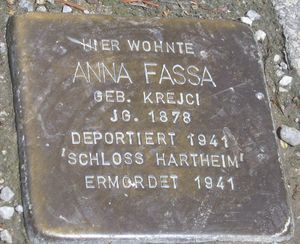 HIER WOHNTE
ANNA FASSA
GEB. KREJCI
JG. 1878
DEPORTIERT 1941
'SCHLOSS HARTHEIM'
ERMORDET 1941